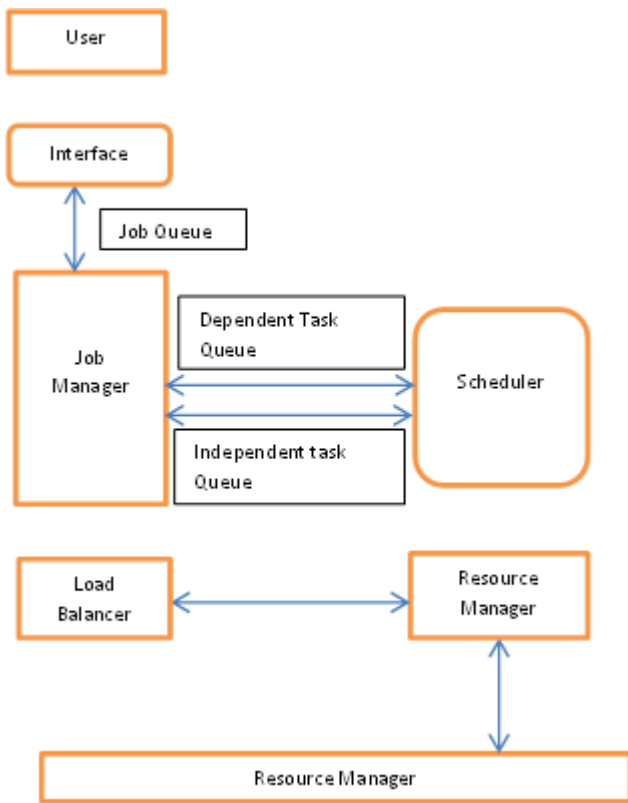 User
Interface
Job Queue
Dependent Task
Queue
Job
Manager
Scheduler
Independent task
Queue
Load
Balancer
Resource
Manager
Resource Manager